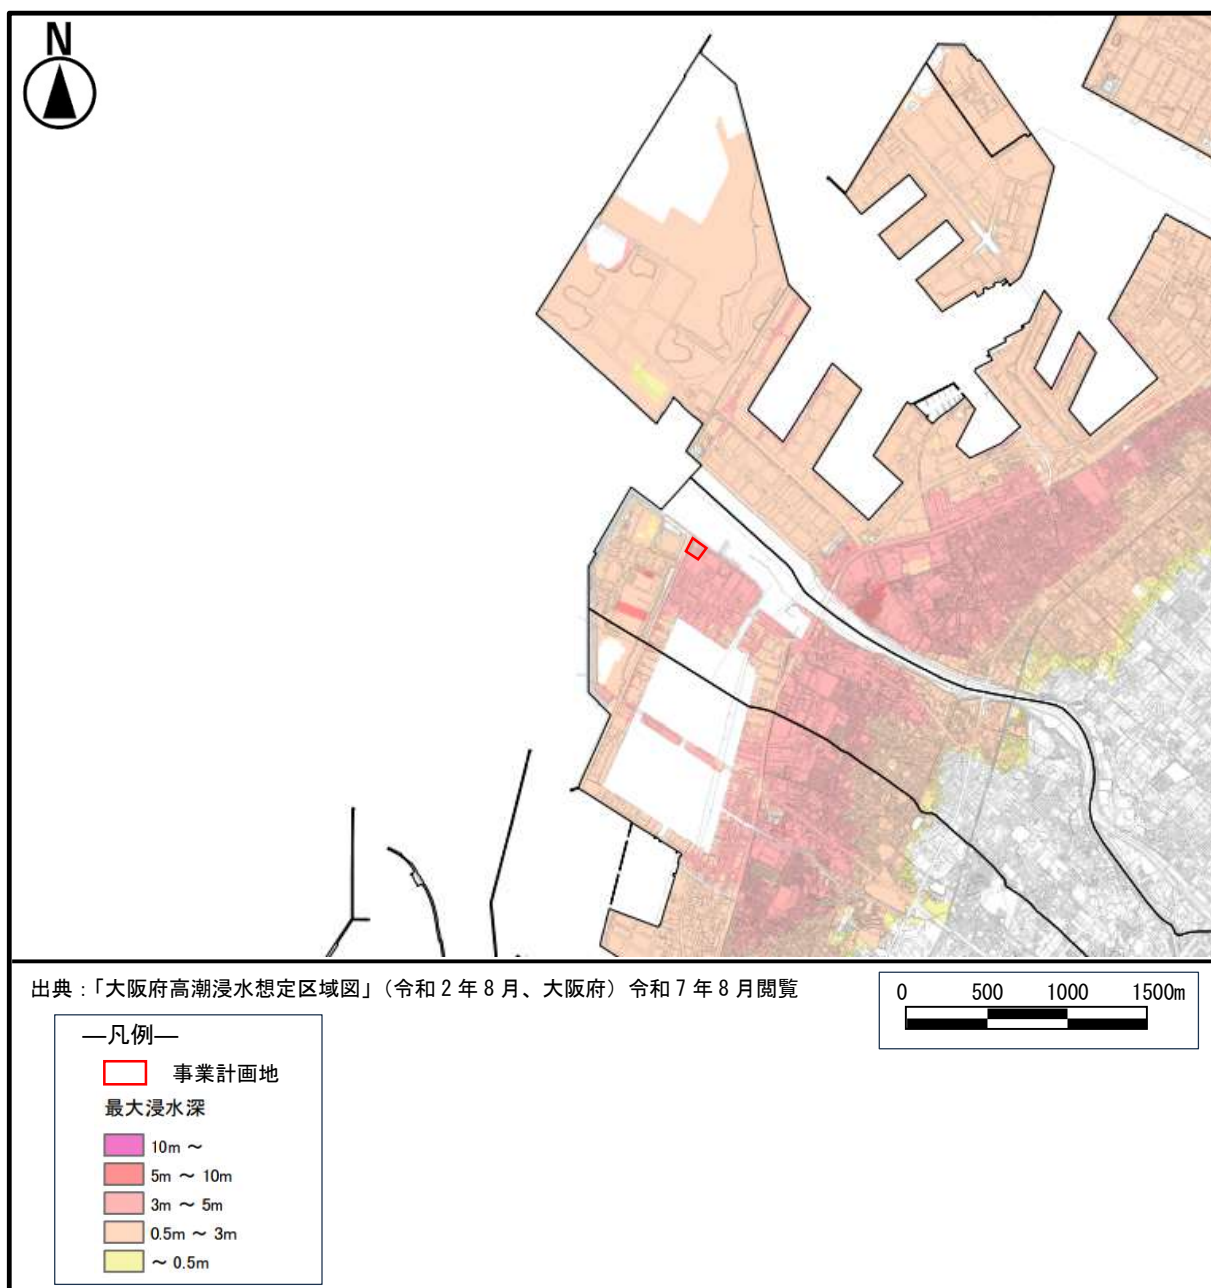 N
出典：「大阪府高潮浸水想定区域図」（令和２年８月、大阪府）令和７年８月閲覧
0 500 1000 1500m
―凡例―
事業計画地
最大浸水深
10m ～
5m ～ 10m
3m ～ 5m
0.5m ～ 3m
～ 0.5m